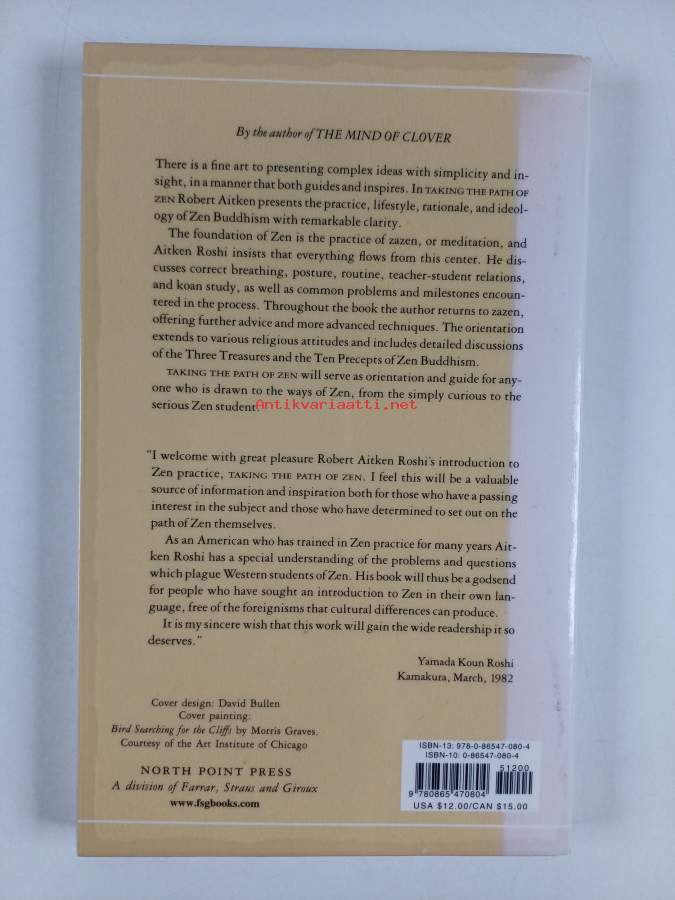 By the author of THE MIND OF CLOVER
There is a fine art to presenting complex ideas with simplicity and in-
sight, in a manner that both guides and inspires. In TAKING THE PATH OF
ZEN Robert Aitken presents the practice, lifestyle, rationale, and ideol-
ogy of Zen Buddhism with remarkable clarity.
The foundation of Zen is the practice of zazen, or meditation, and
Aitken Roshi insists that everything flows from this center. He dis-
cusses correct breathing, posture, routine, teacher-student relations,
and koan study, as well as common problems and milestones encoun-
tered in the process. Throughout the book the author returns to zazen,
offering further advice and more advanced techniques. The orientation
extends to various religious attitudes and includes detailed discussions
of the Three Treasures and the Ten Precepts of Zen Buddhism.
TAKING THE PATH OF ZEN will serve as orientation and guide for any-
one who is drawn to the ways of Zen, from the simply curious to the
serious Zen student.
Antikvariaatti.net
"I welcome with great pleasure Robert Aitken Roshi's introduction to
Zen practice, TAKING THE PATH OF ZEN. I feel this will be a valuable
source of information and inspiration both for those who have a passing
interest in the subject and those who have determined to set out on the
path of Zen themselves.
As an American who has trained in Zen practice for many years Ait-
ken Roshi has a special understanding of the problems and questions
which plague Western students of Zen. His book will thus be a godsend
for people who have sought an introduction to Zen in their own lan-
guage, free of the foreignisms that cultural differences can produce.
It is my sincere wish that this work will gain the wide readership it so
deserves."
Yamada Koun Roshi
Kamakura, March, 1982
Cover design: David Bullen
Cover painting:
Bird Searching for the Cliffs by Morris Graves.
Courtesy of the Art Institute of Chicago
NORTH POINT PRESS
A division of Farrar, Straus and Giroux
www.fsgbooks.com
ISBN-13: 978-0-86547-080-4
ISBN-10: 0-86547-080-4
51200
9 780865 470804
USA $12.00/CAN $15.00